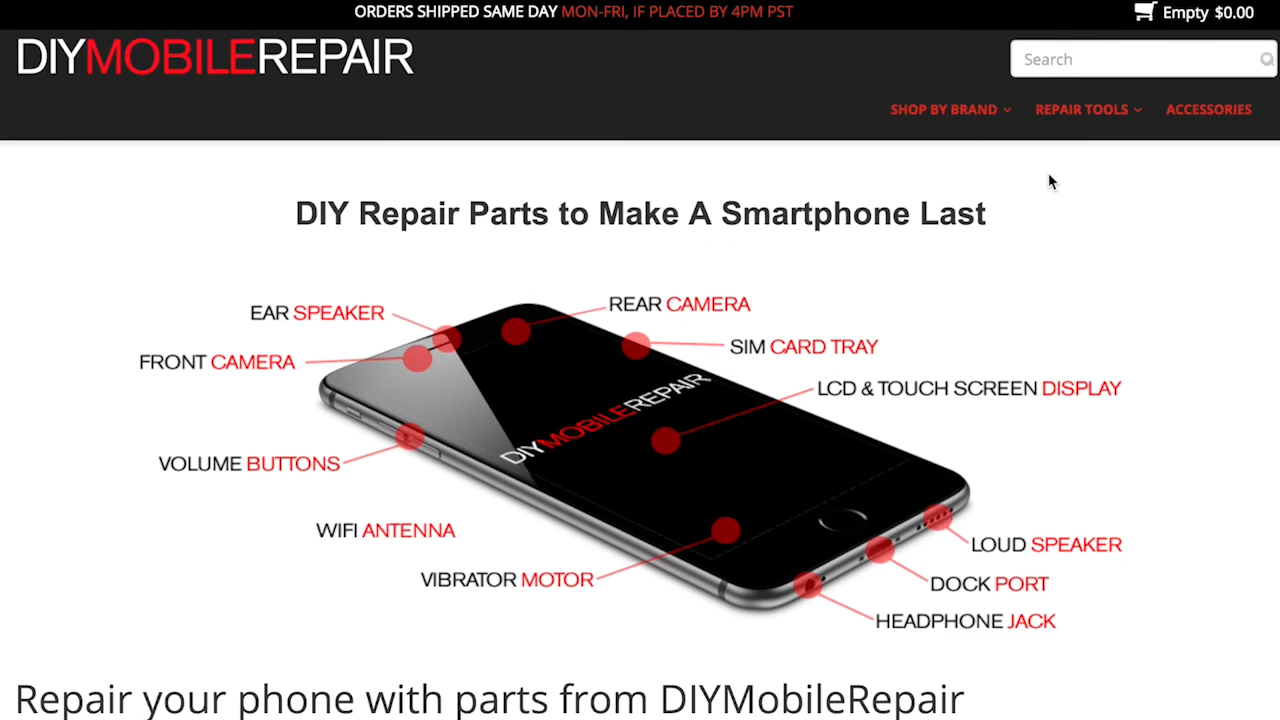 ORDERS SHIPPED SAME DAY MON-FRI, IF PLACED BY 4PM PST
Empty $0.00
DIYMOBILEREPAIR
Search
SHOP BY BRAND
REPAIR TOOLS
ACCESSORIES
DIY Repair Parts to Make A Smartphone Last
EAR SPEAKER
REAR CAMERA
FRONT CAMERA
SIM CARD TRAY
LCD & TOUCH SCREEN DISPLAY
DIYMOBILEREPAIR
VOLUME BUTTONS
WIFI ANTENNA
LOUD SPEAKER
VIBRATOR MOTOR
DOCK PORT
HEADPHONE JACK
Repair your phone with parts from DIYMobileRepair